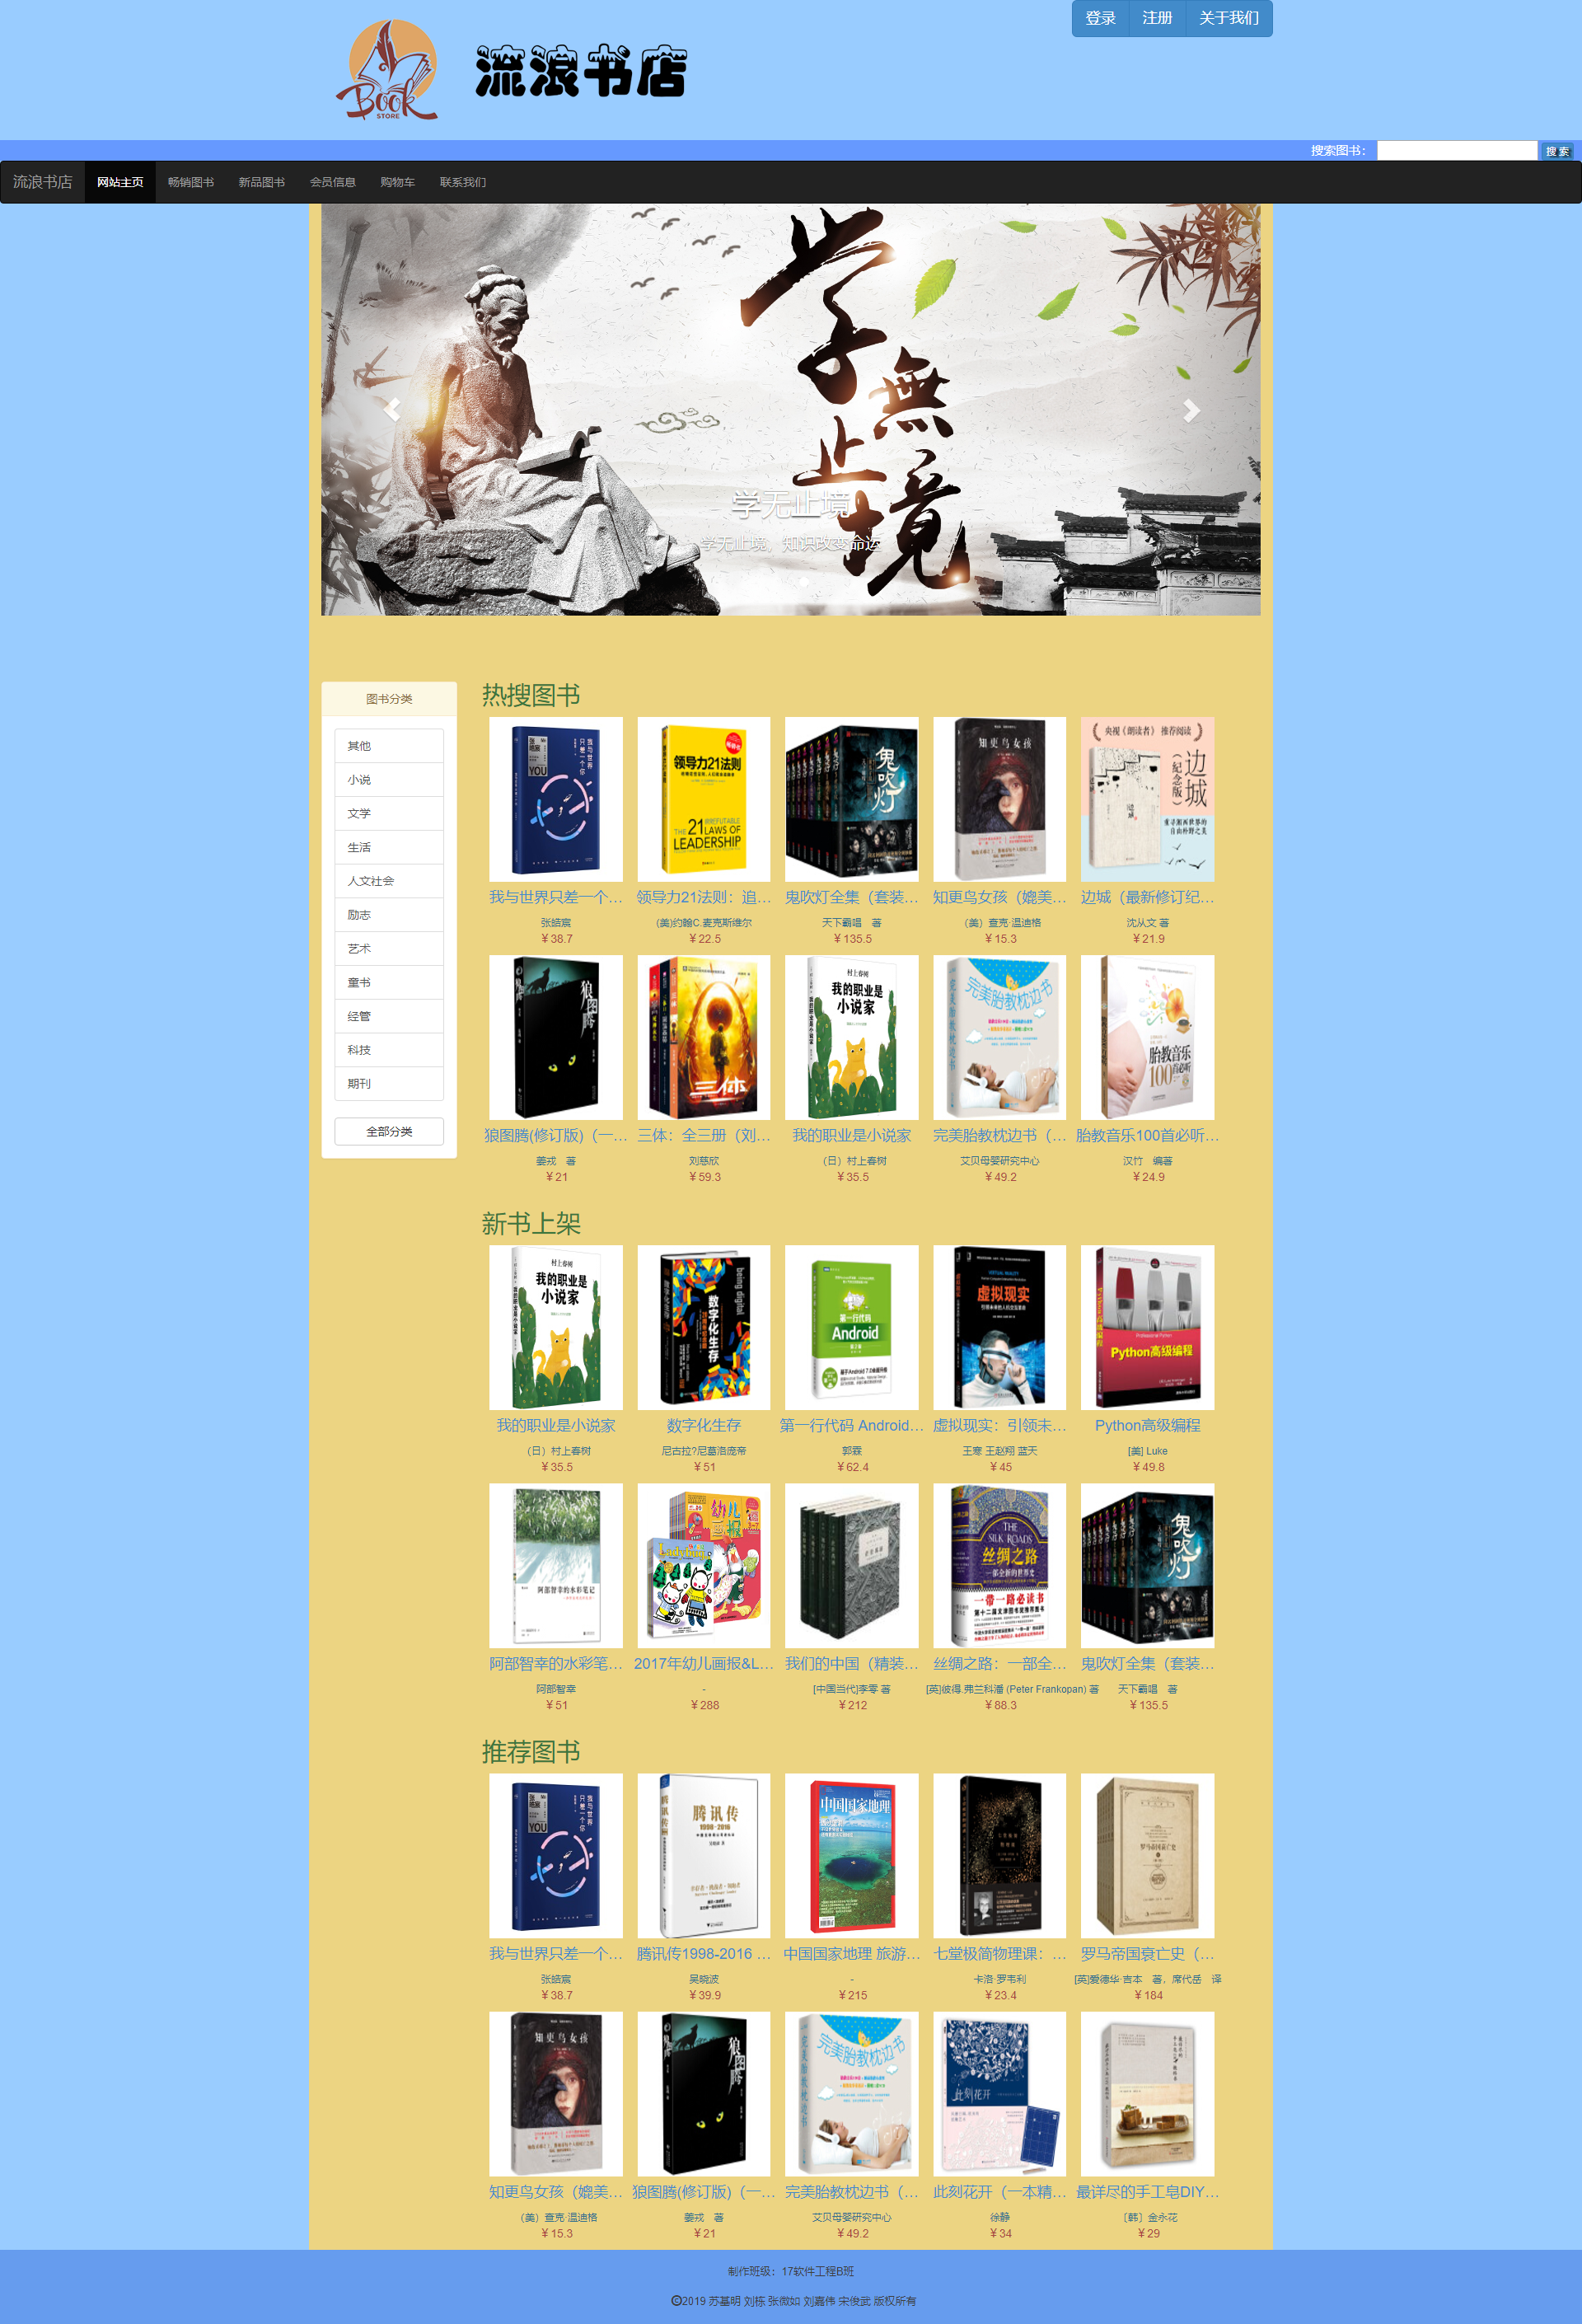 登录 注册 关于我们
Book
STORE
流浪书店
搜索图书: 搜索
流浪书店 网站主页 畅销图书 新品图书 会员信息 购物车 联系我们
学無止境
学无止境
学无止境，知识改变命运
图书分类
其他
小说
文学
生活
人文社会
励志
艺术
童书
经管
科技
期刊
全部分类
热搜图书
我与世界只差一个... 领导力21法则：追... 鬼吹灯全集（套装... 知更鸟女孩（媲美... 边城（最新修订纪...
张皓宸 (美)约翰C.麦克斯维尔 天下霸唱 著 （美）查克·温迪格 沈从文 著
¥38.7 ¥22.5 ¥135.5 ¥15.3 ¥21.9
狼图腾(修订版)（一... 三体：全三册（刘... 我的职业是小说家 完美胎教枕边书（... 胎教音乐100首必听...
姜戎 著 刘慈欣 （日）村上春树 艾贝母婴研究中心 汉竹 编著
¥21 ¥59.3 ¥35.5 ¥49.2 ¥24.9
新书上架
我的职业是小说家 数字化生存 第一行代码 Android... 虚拟现实：引领未... Python高级编程
（日）村上春树 尼古拉?尼葛洛庞帝 郭霖 王寒 王赵翔 蓝天 [美] Luke
¥35.5 ¥51 ¥62.4 ¥45 ¥49.8
阿部智幸的水彩笔... 2017年幼儿画报&L... 我们的中国（精装... 丝绸之路：一部全... 鬼吹灯全集（套装...
阿部智幸 - [中国当代]李零 著 [英]彼得.弗兰科潘 (Peter Frankopan) 著 天下霸唱 著
¥51 ¥288 ¥212 ¥88.3 ¥135.5
推荐图书
我与世界只差一个... 腾讯传1998-2016 ... 中国国家地理 旅游... 七堂极简物理课：... 罗马帝国衰亡史（...
张皓宸 吴晓波 - 卡洛·罗韦利 [英]爱德华·吉本 著，席代岳 译
¥38.7 ¥39.9 ¥215 ¥23.4 ¥184
知更鸟女孩（媲美... 狼图腾(修订版)（一... 完美胎教枕边书（... 此刻花开（一本精... 最详尽的手工皂DIY...
（美）查克·温迪格 姜戎 著 艾贝母婴研究中心 徐静 〔韩〕金永花
¥15.3 ¥21 ¥49.2 ¥34 ¥29
制作班级：17软件工程B班
©2019 苏基明 刘栋 张微如 刘嘉伟 宋俊武 版权所有